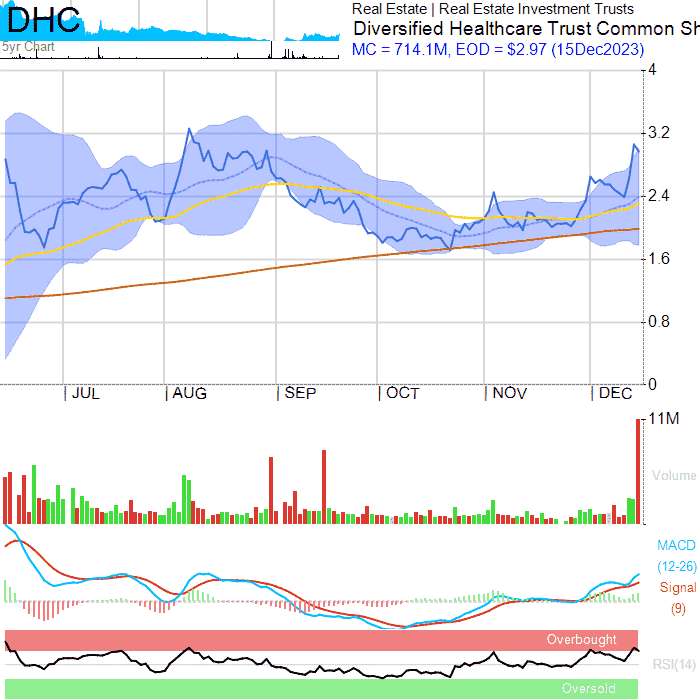 DHC
5yr Chart
Real Estate | Real Estate Investment Trusts
Diversified Healthcare Trust Common Sh
MC = 714.1M, EOD = $2.97 (15Dec2023)
4
3.2
2.4
1.6
0.8
0
JUL AUG SEP OCT NOV DEC
11M
Volume
MACD
(12-26)
Signal
(9)
Overbought
RSI(14)
Oversold